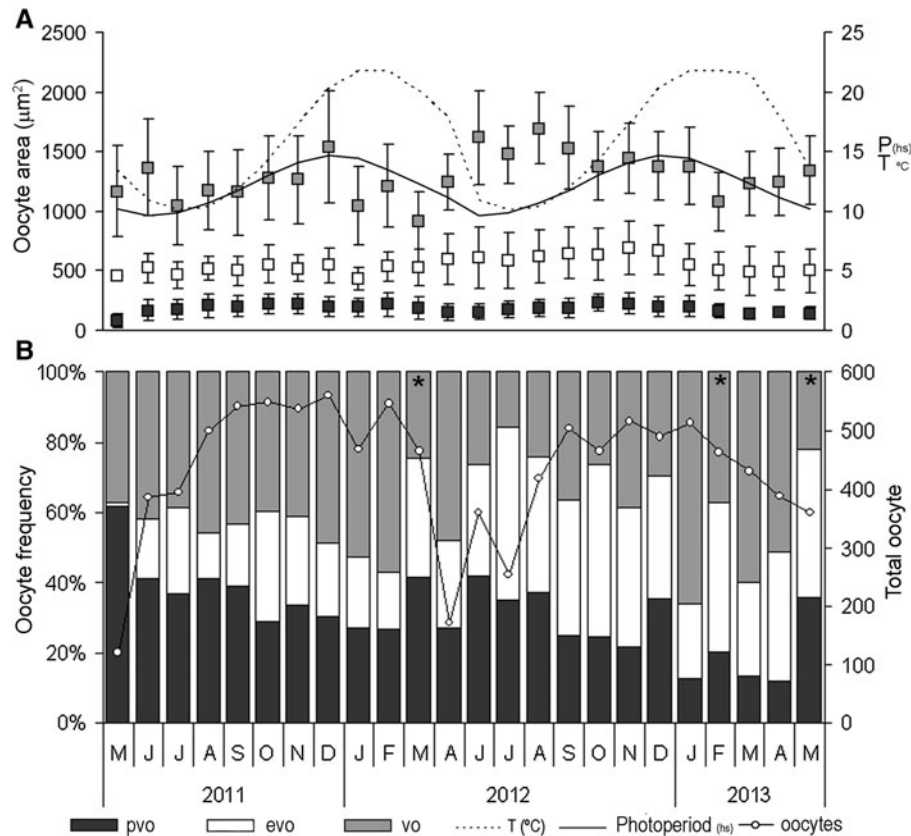 A
2500
2000
1500
1000
500
0
Oocyte area (µm²)
25
20
15
10
5
0
P(hs)
T °C
B
100%
80%
60%
40%
20%
0%
Oocyte frequency
* * *
600
500
400
300
200
100
0
Total oocyte
M J J A S O N D J F M A J J A S O N D J F M A M
2011 2012 2013
pvo evo vo T (ºC) Photoperiod (hs) oocytes